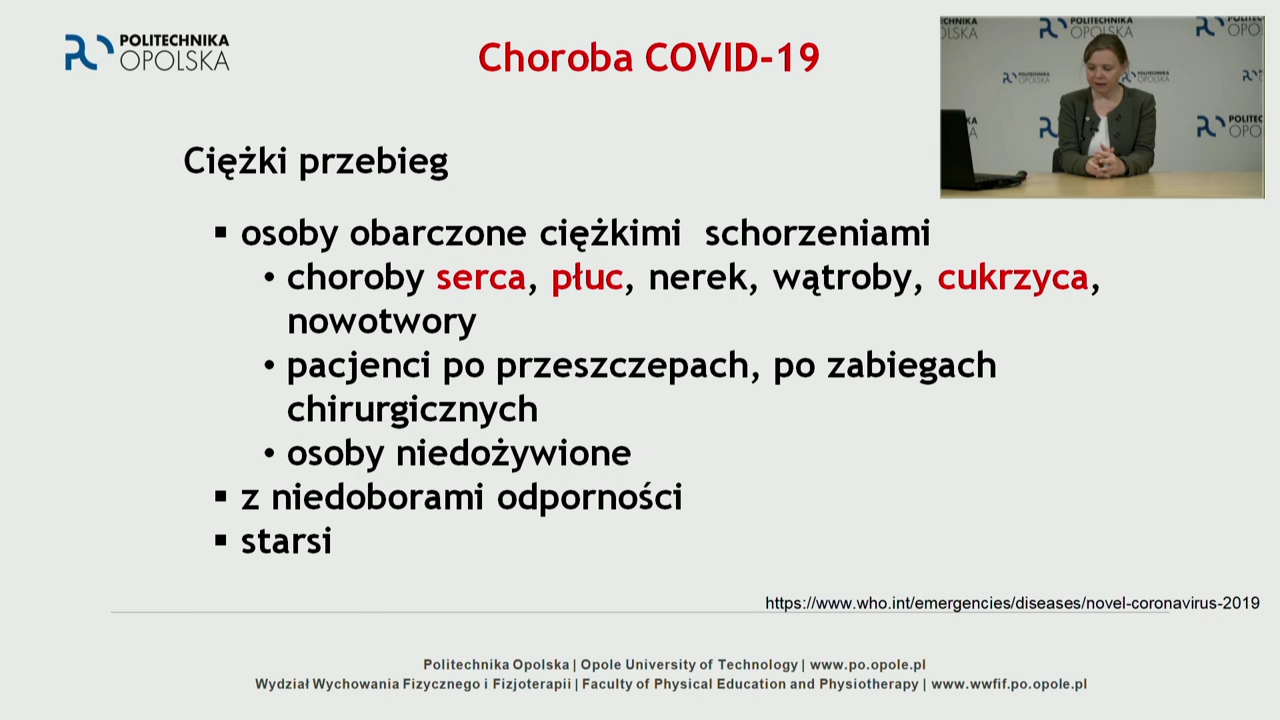 POLITECHNIKA
OPOLSKA
Choroba COVID-19
Ciężki przebieg
▪ osoby obarczone ciężkimi schorzeniami
• choroby serca, płuc, nerek, wątroby, cukrzyca,
nowotwory
• pacjenci po przeszczepach, po zabiegach
chirurgicznych
• osoby niedożywione
▪ z niedoborami odporności
▪ starsi
https://www.who.int/emergencies/diseases/novel-coronavirus-2019
Politechnika Opolska | Opole University of Technology | www.po.opole.pl
Wydział Wychowania Fizycznego i Fizjoterapii | Faculty of Physical Education and Physiotherapy | www.wwfif.po.opole.pl